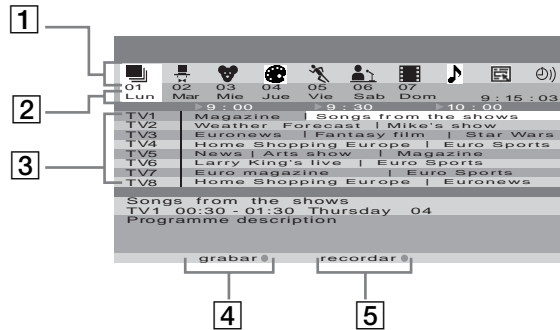 1
01 02 03 04 05 06 07
2 Lun Mar Mie Jue Vie Sab Dom 9 : 15 : 03
9 : 00 9 : 30 10 : 00
TV1 Magazine | Songs from the shows
TV2 Weather Forecast | Mike's show
TV3 Euronews | Fantasy film | Star Wars
3 TV4 Home Shopping Europe | Euro Sports
TV5 News | Arts show | Magazine
TV6 Larry King's live | Euro Sports
TV7 Euro magazine | Euro Sports
TV8 Home Shopping Europe | Euronews
Songs from the shows
TV1 00:30 - 01:30 Thursday 04
Programme description
grabar recordar
4 5